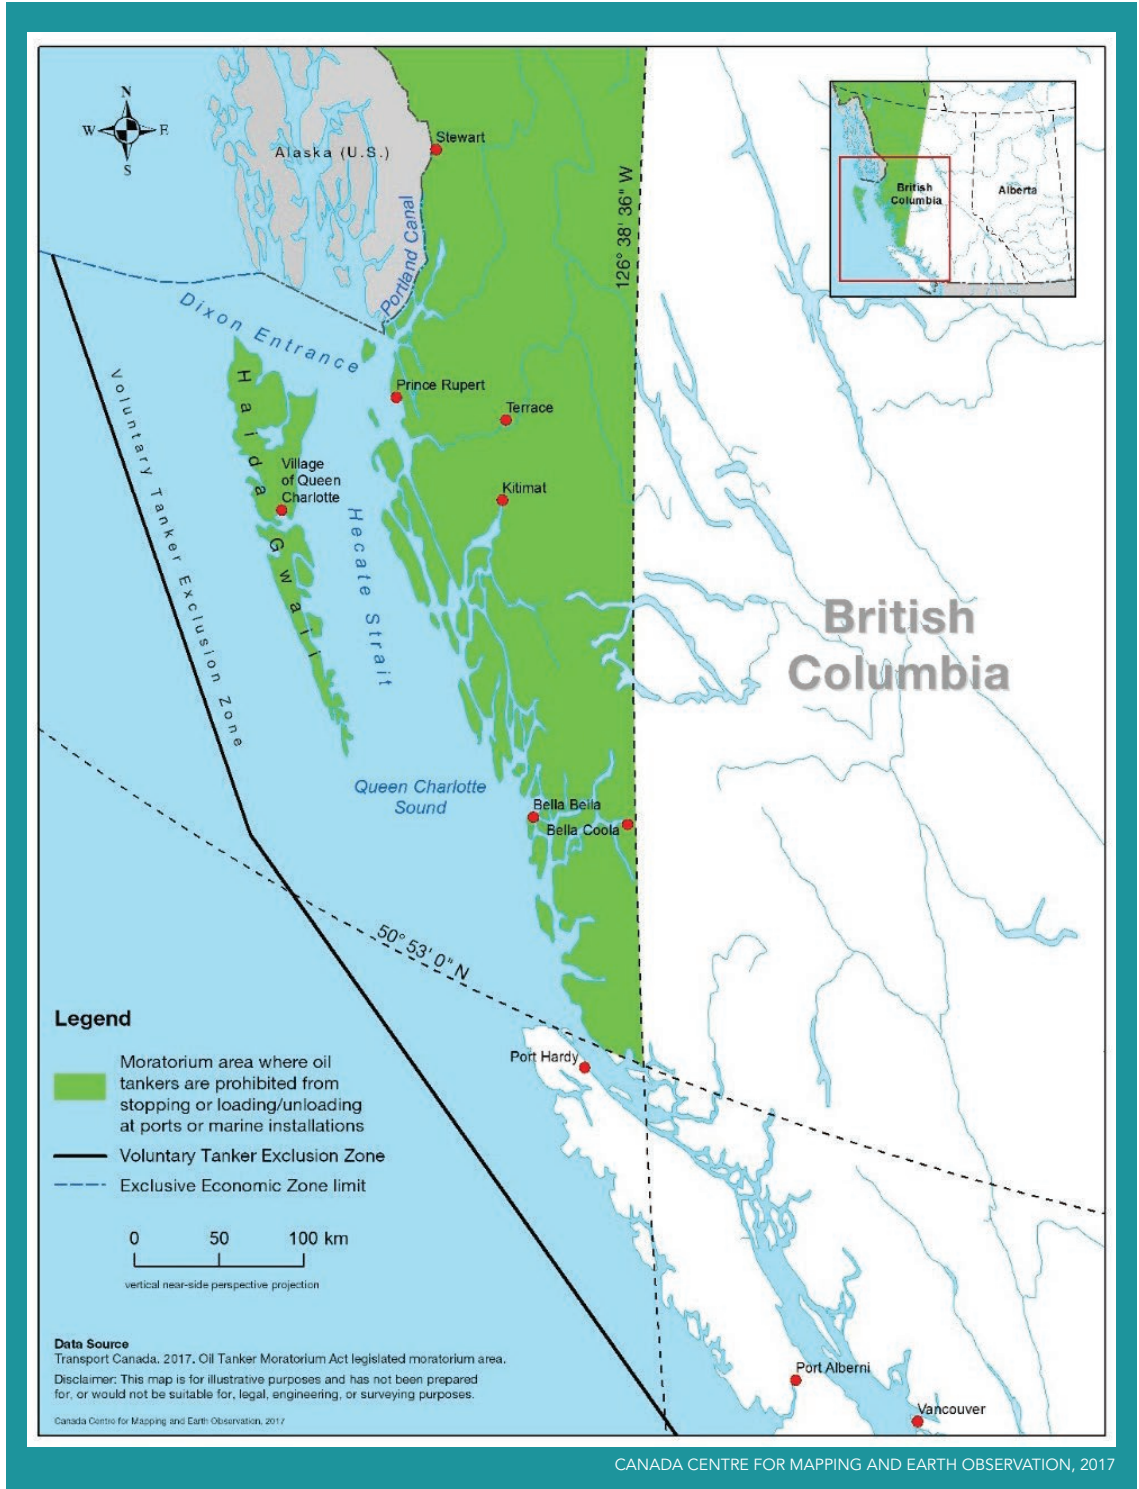 N
W
E
S
Alaska (U.S.)
Stewart
Portland Canal
126° 38' 36" W
British
Columbia
Alberta
Dixon Entrance
Prince Rupert
Terrace
Haida Gwaii
Village
of Queen
Charlotte
Kitimat
Hecate Strait
Voluntary Tanker Exclusion Zone
British
Columbia
Queen Charlotte
Sound
Bella Bella
Bella Coola
50° 53' 0" N
Port Hardy
Legend
Moratorium area where oil
tankers are prohibited from
stopping or loading/unloading
at ports or marine installations
Voluntary Tanker Exclusion Zone
Exclusive Economic Zone limit
0 50 100 km
vertical near-side perspective projection
Data Source
Transport Canada. 2017. Oil Tanker Moratorium Act legislated moratorium area.
Disclaimer: This map is for illustrative purposes and has not been prepared
for, or would not be suitable for, legal, engineering, or surveying purposes.
Canada Centre for Mapping and Earth Observation, 2017
Port Alberni
Vancouver
CANADA CENTRE FOR MAPPING AND EARTH OBSERVATION, 2017